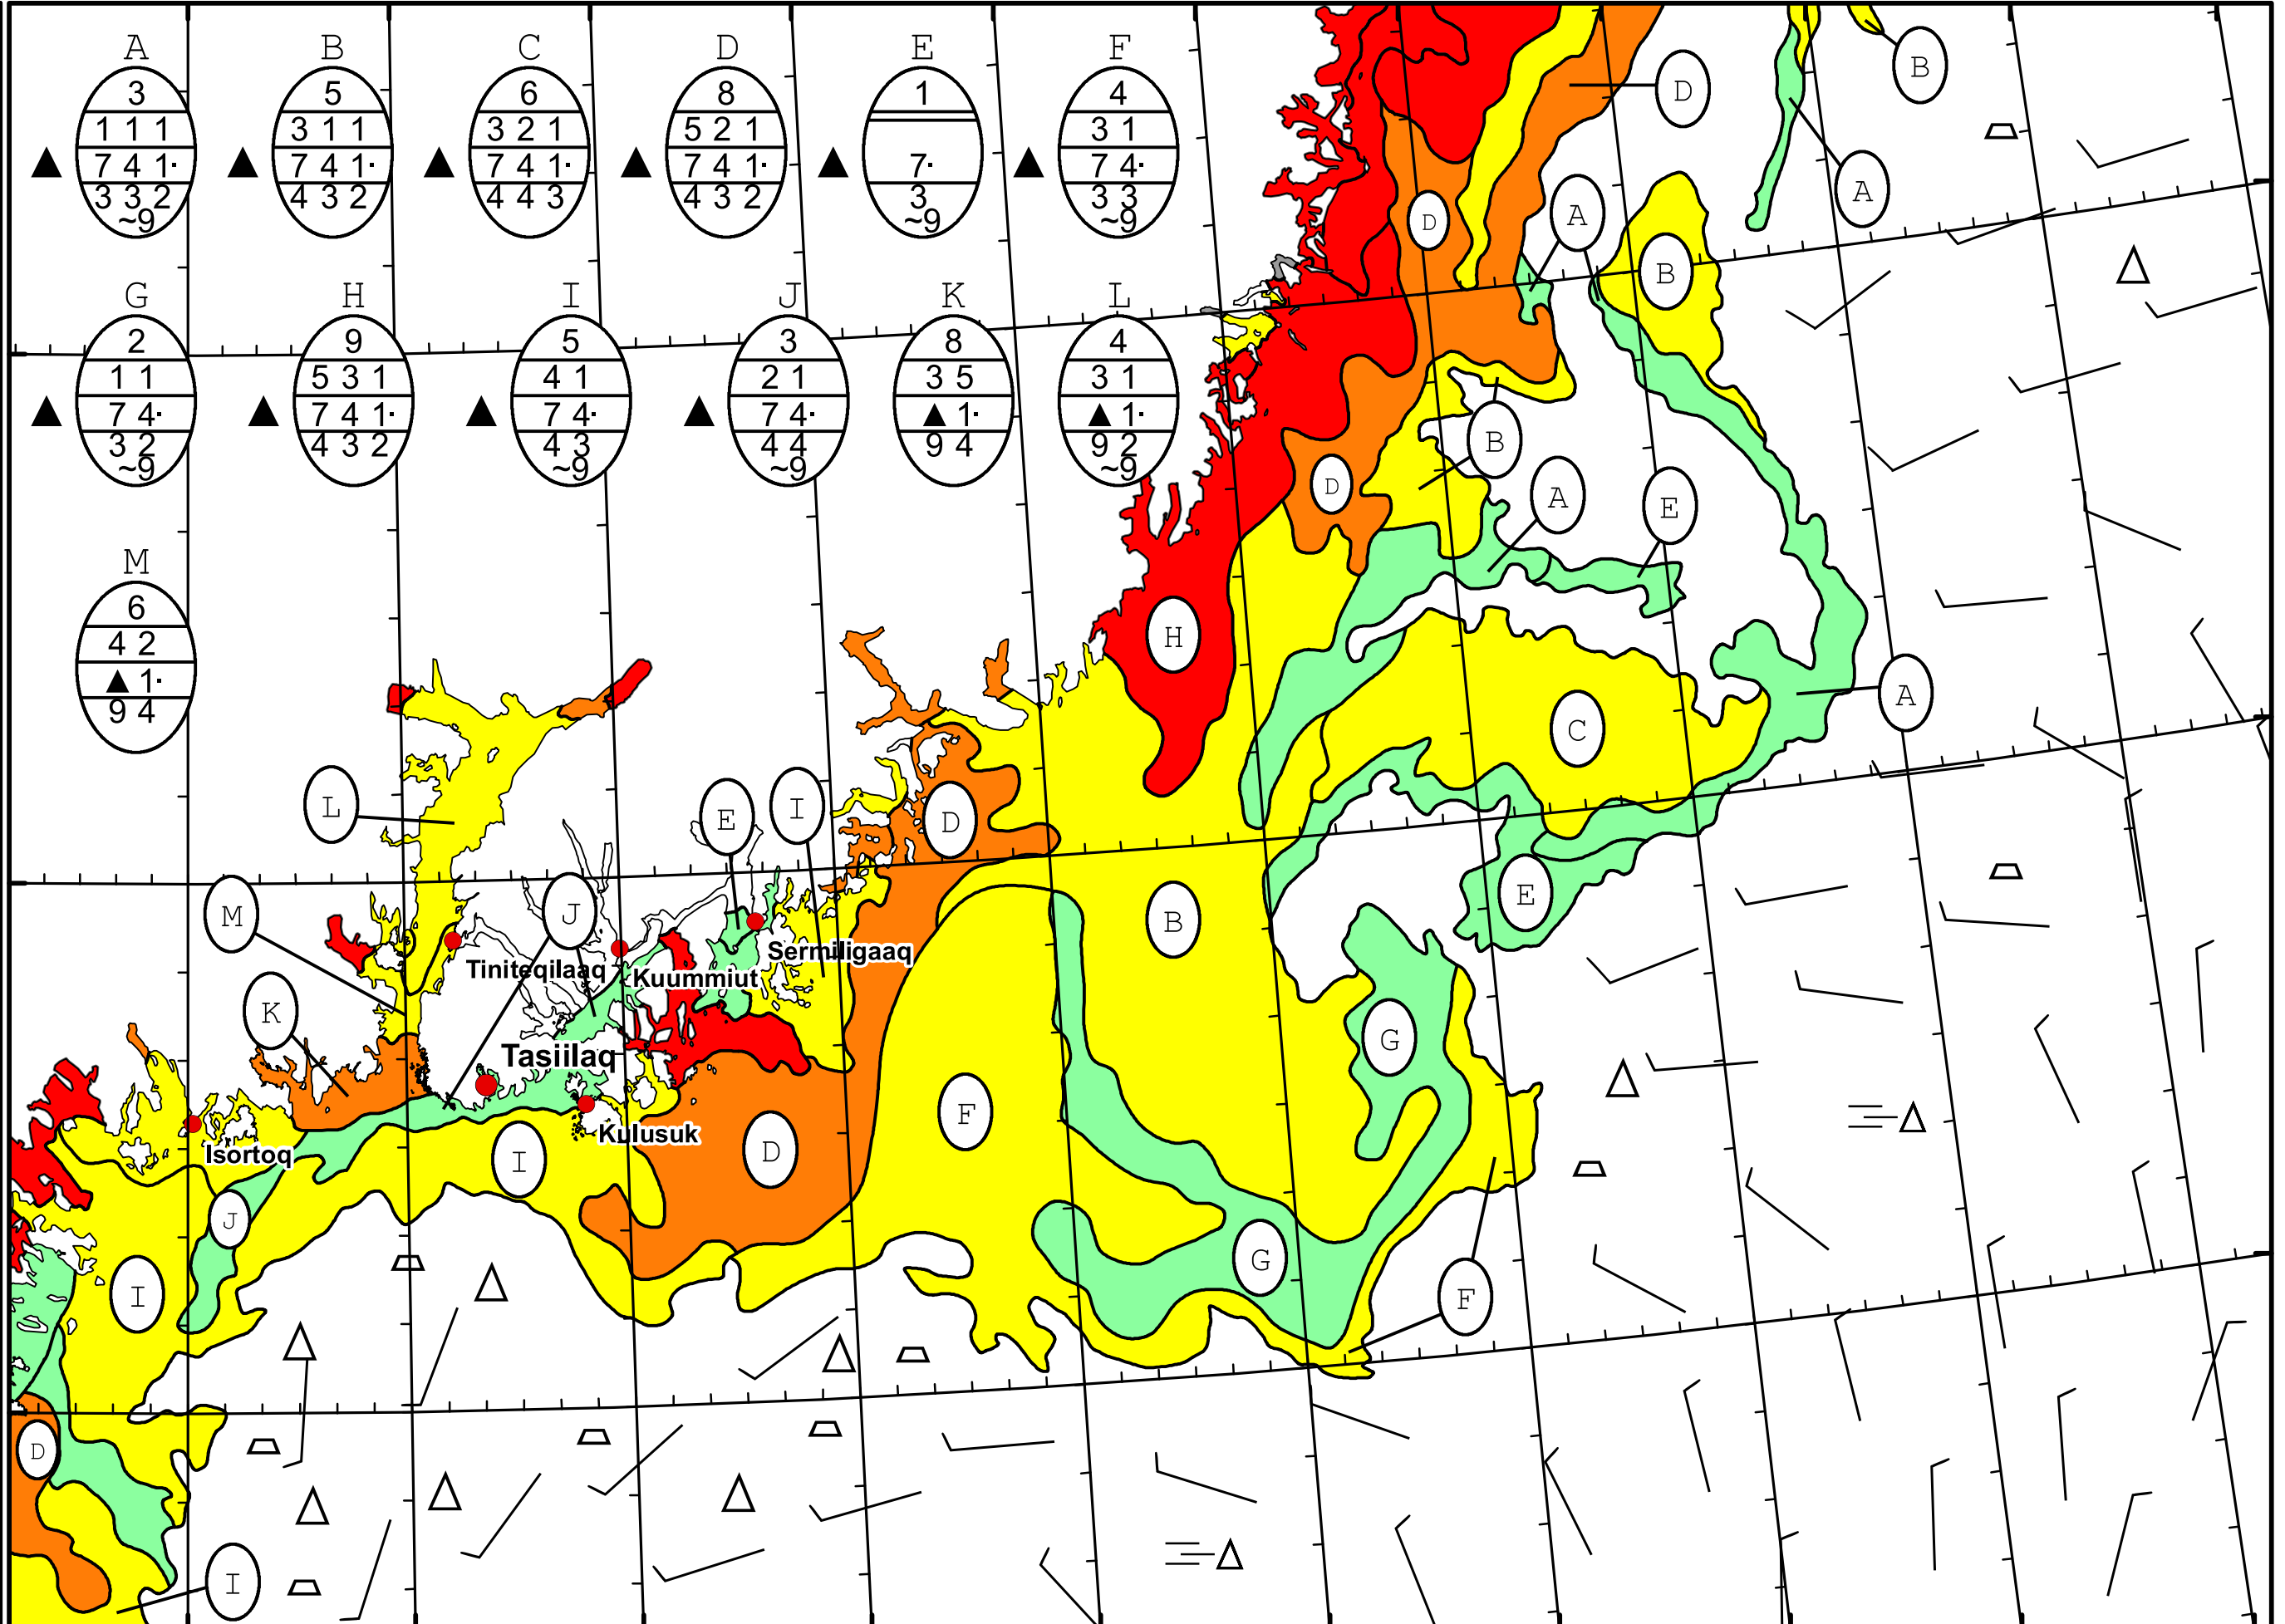 A B C D E F
3 5 6 8 1 4
1 1 1 3 1 1 3 2 1 5 2 1 3 1
▲ 7 4 1· ▲ 7 4 1· ▲ 7 4 1· ▲ 7 4 1· ▲ 7· ▲ 7 4·
3 3 2 4 3 2 4 4 3 4 3 2 3 3 3
~9 ~9 ~9
G H I J K L
2 9 5 3 8 4
1 1 5 3 1 4 1 2 1 3 5 3 1
▲ 7 4· ▲ 7 4 1· ▲ 7 4· ▲ 7 4· ▲ 1· ▲ 1·
3 2 4 3 2 4 3 4 4 9 4 9 2
~9 ~9 ~9 ~9
M
6
4 2
▲ 1·
9 4
B
D
A
A
D
B
B
D
A
E
H
A
C
L
E
I
D
E
M
J
B
Sermiligaaq
Tiniteqilaaq
Kuummiut
K
G
Tasiilaq
F
Kulusuk
Isortoq
I
D
J
G
I
F
D
I